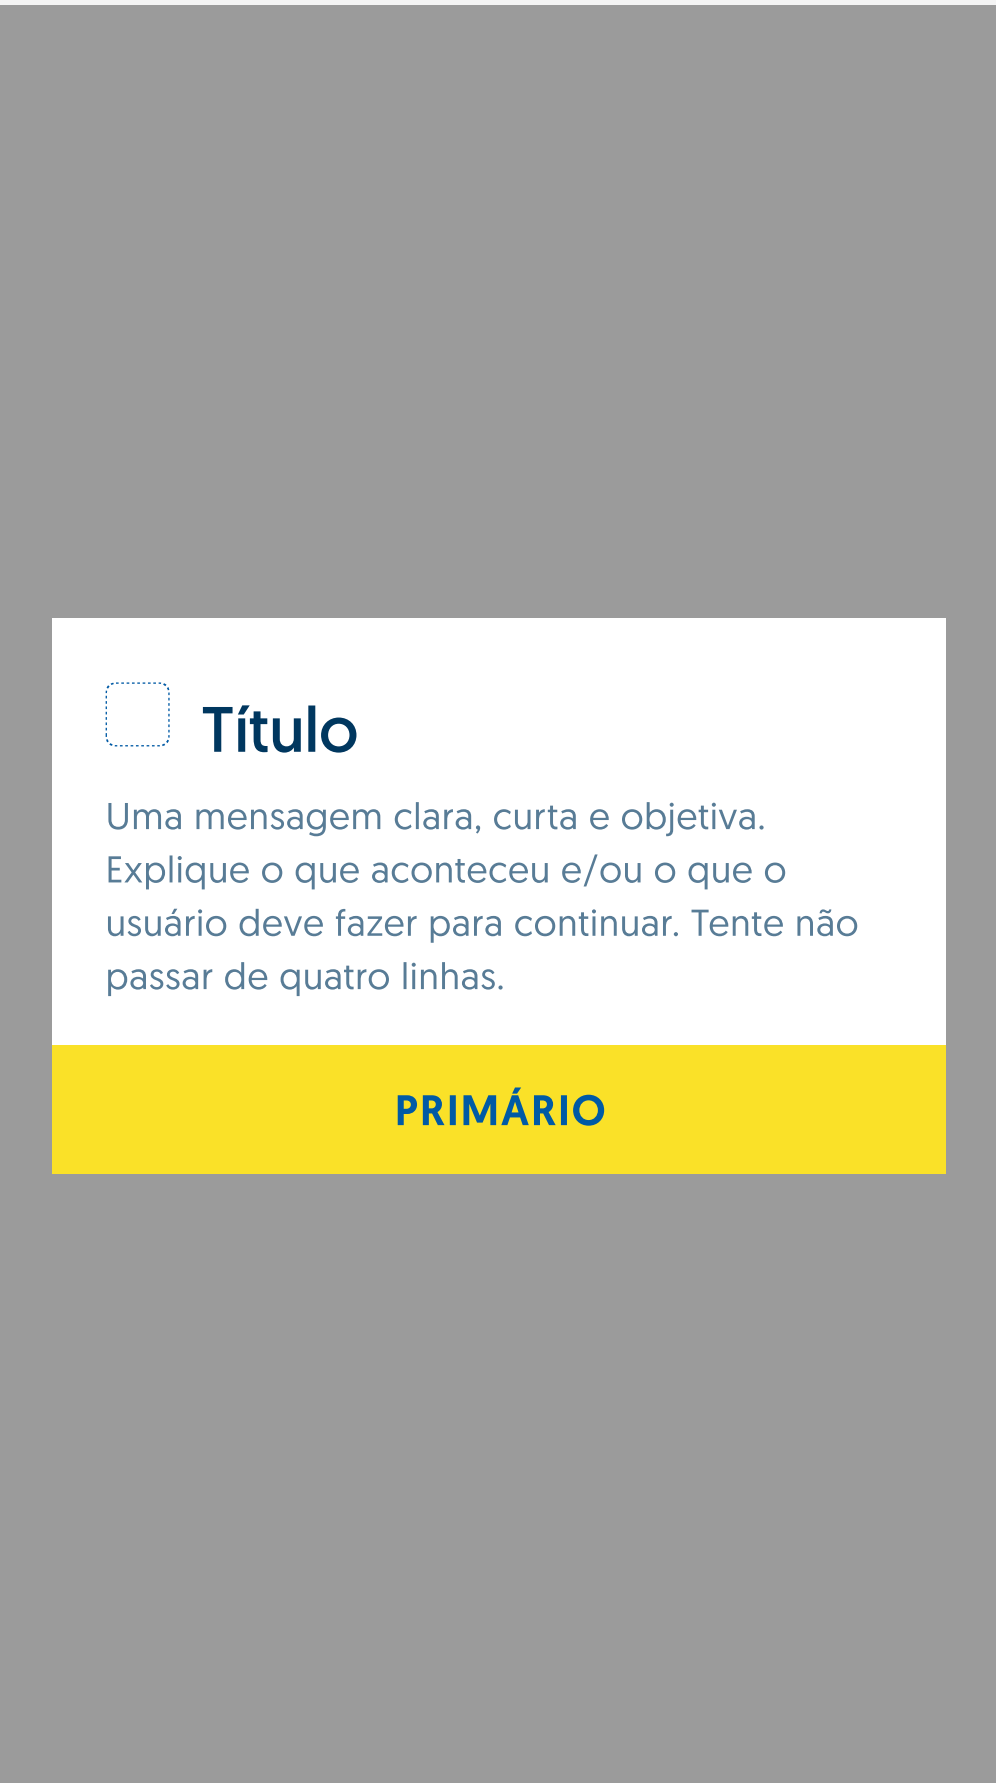 Título
Uma mensagem clara, curta e objetiva.
Explique o que aconteceu e/ou o que o
usuário deve fazer para continuar. Tente não
passar de quatro linhas.
PRIMÁRIO